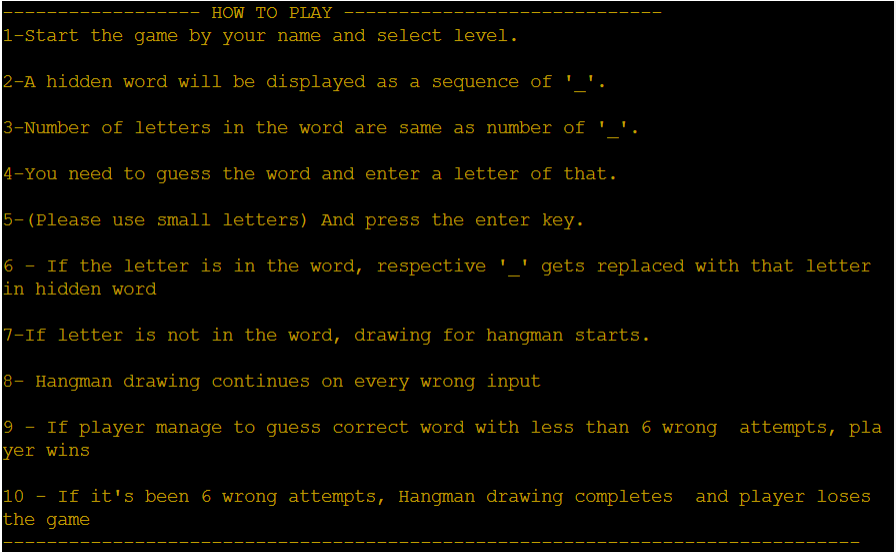 ------------------ HOW TO PLAY -----------------------------
1-Start the game by your name and select level.
2-A hidden word will be displayed as a sequence of '_'.
3-Number of letters in the word are same as number of '_'.
4-You need to guess the word and enter a letter of that.
5-(Please use small letters) And press the enter key.
6 - If the letter is in the word, respective '_' gets replaced with that letter
in hidden word
7-If letter is not in the word, drawing for hangman starts.
8- Hangman drawing continues on every wrong input
9 - If player manage to guess correct word with less than 6 wrong  attempts, pla
yer wins
10 - If it's been 6 wrong attempts, Hangman drawing completes  and player loses
the game
------------------------------------------------------------------------------